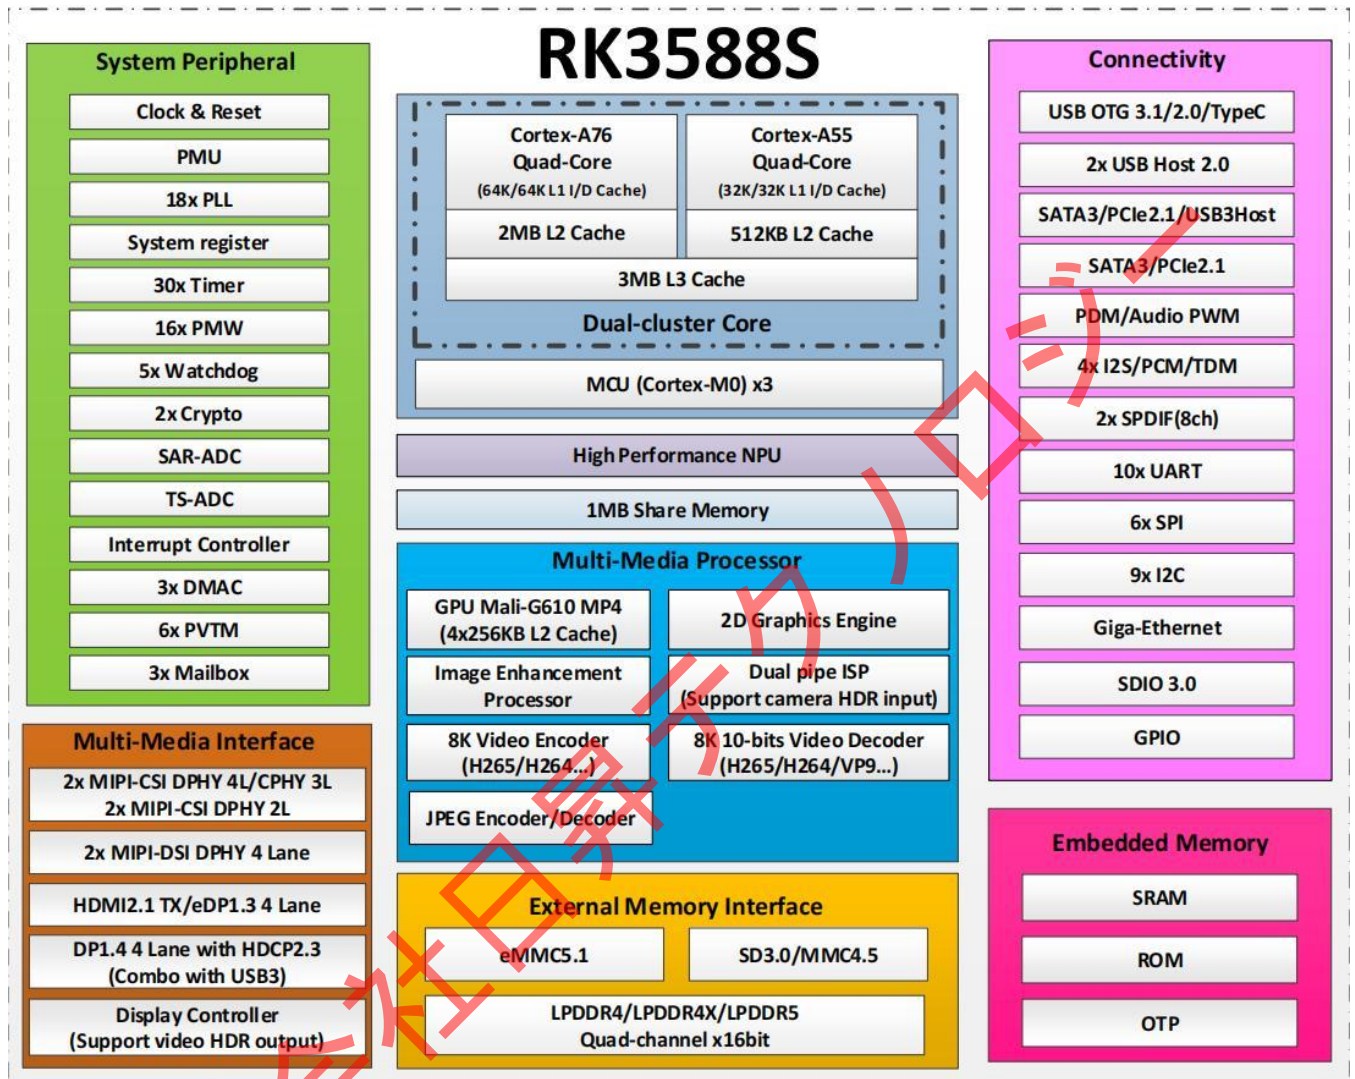 RK3588S
System Peripheral
Clock & Reset
PMU
18x PLL
System register
30x Timer
16x PMW
5x Watchdog
2x Crypto
SAR-ADC
TS-ADC
Interrupt Controller
3x DMAC
6x PVTM
3x Mailbox
Multi-Media Interface
2x MIPI-CSI DPHY 4L/CPHY 3L
2x MIPI-CSI DPHY 2L
2x MIPI-DSI DPHY 4 Lane
HDMI2.1 TX/eDP1.3 4 Lane
DP1.4 4 Lane with HDCP2.3
(Combo with USB3)
Display Controller
(Support video HDR output)
Cortex-A76
Quad-Core
(64K/64K L1 I/D Cache)
2MB L2 Cache
Cortex-A55
Quad-Core
(32K/32K L1 I/D Cache)
512KB L2 Cache
3MB L3 Cache
Dual-cluster Core
MCU (Cortex-M0) x3
High Performance NPU
1MB Share Memory
Multi-Media Processor
GPU Mali-G610 MP4
(4x256KB L2 Cache)
2D Graphics Engine
Image Enhancement
Processor
Dual pipe ISP
(Support camera HDR input)
8K Video Encoder
(H265/H264...)
8K 10-bits Video Decoder
(H265/H264/VP9...)
JPEG Encoder/Decoder
External Memory Interface
eMMC5.1
SD3.0/MMC4.5
LPDDR4/LPDDR4X/LPDDR5
Quad-channel x16bit
Connectivity
USB OTG 3.1/2.0/TypeC
2x USB Host 2.0
SATA3/PCIe2.1/USB3Host
SATA3/PCIe2.1
PDM/Audio PWM
4x I2S/PCM/TDM
2x SPDIF(8ch)
10x UART
6x SPI
9x I2C
Giga-Ethernet
SDIO 3.0
GPIO
Embedded Memory
SRAM
ROM
OTP
会社日昇テクノロジー